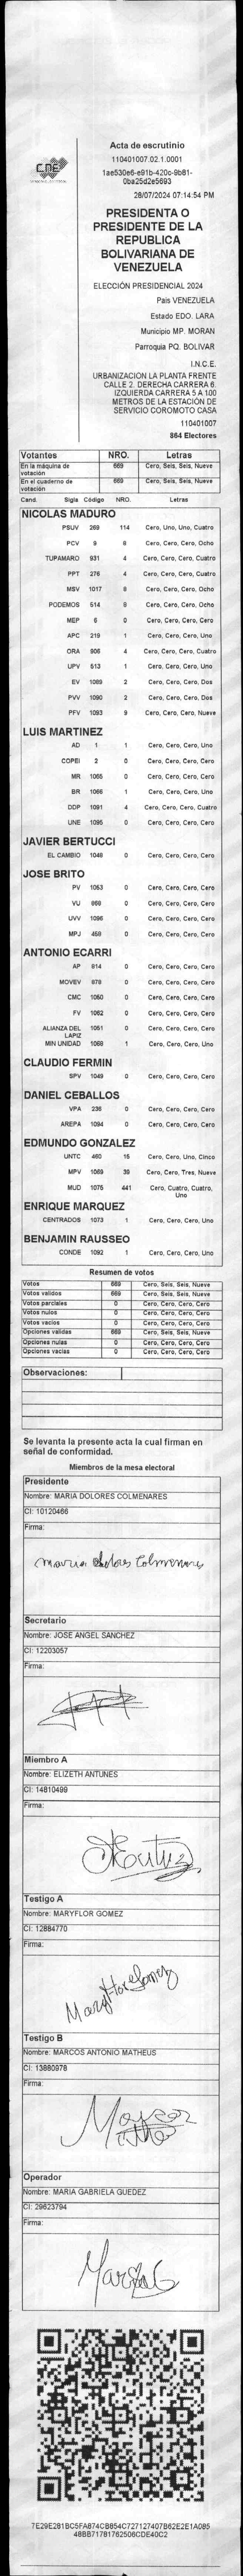 CNE
Acta de escrutinio
110401007.02.1.0001
1ae530e6-e91b-420c-9b81-
0ba25d2e5693
28/07/2024 07:14:54 PM
PRESIDENTA O
PRESIDENTE DE LA
REPUBLICA
BOLIVARIANA DE
VENEZUELA
ELECCIÓN PRESIDENCIAL 2024
Pais VENEZUELA
Estado EDO. LARA
Municipio MP. MORAN
Parroquia PQ. BOLIVAR
I.N.C.E.
URBANIZACION LA PLANTA FRENTE
CALLE 2. DERECHA CARRERA 6.
IZQUIERDA CARRERA 5 A 100
METROS DE LA ESTACION DE
SERVICIO COROMOTO CASA
110401007
864 Electores
Votantes NRO. Letras
En la máquina de votación 669 Cero, Seis, Seis, Nueve
En el cuaderno de votación 669 Cero, Seis, Seis, Nueve
Cand. Sigla Código NRO. Letras
NICOLAS MADURO
PSUV 269 114 Cero, Uno, Uno, Cuatro
PCV 9 8 Cero, Cero, Cero, Ocho
TUPAMARO 931 4 Cero, Cero, Cero, Cuatro
PPT 276 4 Cero, Cero, Cero, Cuatro
MSV 1017 8 Cero, Cero, Cero, Ocho
PODEMOS 514 8 Cero, Cero, Cero, Ocho
MEP 6 0 Cero, Cero, Cero, Cero
APC 219 1 Cero, Cero, Cero, Uno
ORA 906 4 Cero, Cero, Cero, Cuatro
UPV 513 1 Cero, Cero, Cero, Uno
EV 1089 2 Cero, Cero, Cero, Dos
PVV 1090 2 Cero, Cero, Cero, Dos
PFV 1093 9 Cero, Cero, Cero, Nueve
LUIS MARTINEZ
AD 1 1 Cero, Cero, Cero, Uno
COPEI 2 0 Cero, Cero, Cero, Cero
MR 1065 0 Cero, Cero, Cero, Cero
BR 1066 1 Cero, Cero, Cero, Uno
DDP 1091 4 Cero, Cero, Cero, Cuatro
UNE 1095 0 Cero, Cero, Cero, Cero
JAVIER BERTUCCI
EL CAMBIO 1048 0 Cero, Cero, Cero, Cero
JOSE BRITO
PV 1053 0 Cero, Cero, Cero, Cero
VU 669 0 Cero, Cero, Cero, Cero
UVV 1096 0 Cero, Cero, Cero, Cero
MPJ 458 0 Cero, Cero, Cero, Cero
ANTONIO ECARRI
AP 814 0 Cero, Cero, Cero, Cero
MOVEV 878 0 Cero, Cero, Cero, Cero
CMC 1050 0 Cero, Cero, Cero, Cero
FV 1062 0 Cero, Cero, Cero, Cero
ALIANZA DEL LAPIZ 1051 0 Cero, Cero, Cero, Cero
MIN UNIDAD 1068 1 Cero, Cero, Cero, Uno
CLAUDIO FERMIN
SPV 1049 0 Cero, Cero, Cero, Cero
DANIEL CEBALLOS
VPA 236 0 Cero, Cero, Cero, Cero
AREPA 1094 0 Cero, Cero, Cero, Cero
EDMUNDO GONZALEZ
UNTC 460 15 Cero, Cero, Uno, Cinco
MPV 1069 39 Cero, Cero, Tres, Nueve
MUD 1075 441 Cero, Cuatro, Cuatro,
Uno
ENRIQUE MARQUEZ
CENTRADOS 1073 1 Cero, Cero, Cero, Uno
BENJAMIN RAUSSEO
CONDE 1092 1 Cero, Cero, Cero, Uno
Resumen de votos
Votos 669 Cero, Seis, Seis, Nueve
Votos validos 669 Cero, Seis, Seis, Nueve
Votos parciales 0 Cero, Cero, Cero, Cero
Votos nulos 0 Cero, Cero, Cero, Cero
Votos vacios 0 Cero, Cero, Cero, Cero
Opciones validas 669 Cero, Seis, Seis, Nueve
Opciones nulas 0 Cero, Cero, Cero, Cero
Opciones vacias 0 Cero, Cero, Cero, Cero
Observaciones:
Se levanta la presente acta la cual firman en
señal de conformidad.
Miembros de la mesa electoral
Presidente
Nombre: MARIA DOLORES COLMENARES
CI: 10120466
Firma:
Maria Dolores Colmenares
Secretario
Nombre: JOSE ANGEL SANCHEZ
CI: 12203057
Firma:
Miembro A
Nombre: ELIZETH ANTUNES
CI: 14810499
Firma:
Testigo A
Nombre: MARYFLOR GOMEZ
CI: 12884770
Firma:
Maryflor Gomez
Testigo B
Nombre: MARCOS ANTONIO MATHEUS
CI: 13880978
Firma:
Marcos
Operador
Nombre: MARIA GABRIELA GUEDEZ
CI: 29623794
Firma:
7E29E281BC5FA874CB854C727127407B62E2E1A085
48BB71781762506CDE40C2